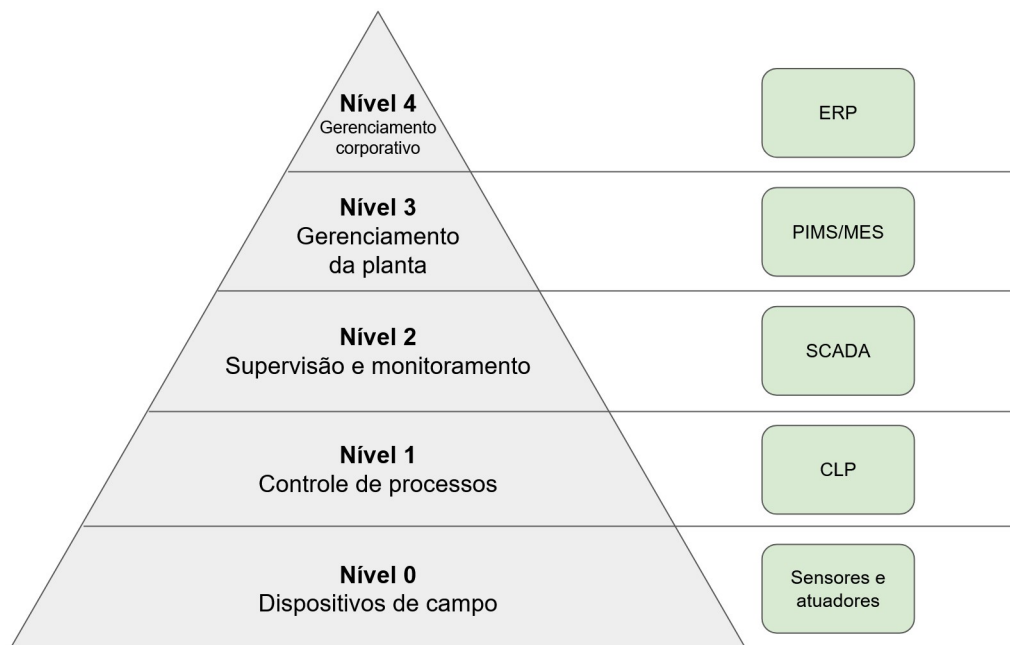 Nível 4
Gerenciamento
corporativo
ERP
Nível 3
Gerenciamento
da planta
PIMS/MES
Nível 2
Supervisão e monitoramento
SCADA
Nível 1
Controle de processos
CLP
Nível 0
Dispositivos de campo
Sensores e
atuadores